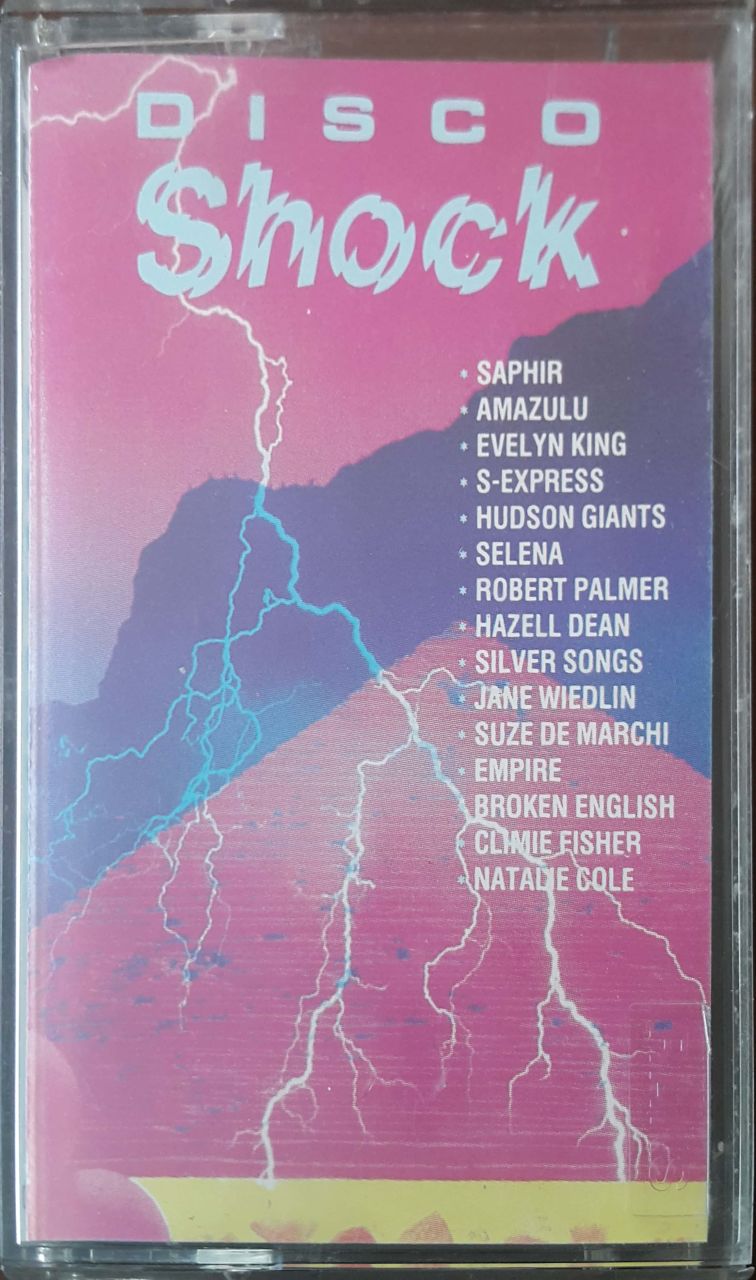 DISCO
Shock
* SAPHIR
* AMAZULU
* EVELYN KING
* S-EXPRESS
* HUDSON GIANTS
* SELENA
* ROBERT PALMER
* HAZELL DEAN
* SILVER SONGS
* JANE WIEDLIN
* SUZE DE MARCHI
* EMPIRE
* BROKEN ENGLISH
* CLIMIE FISHER
* NATALIE COLE